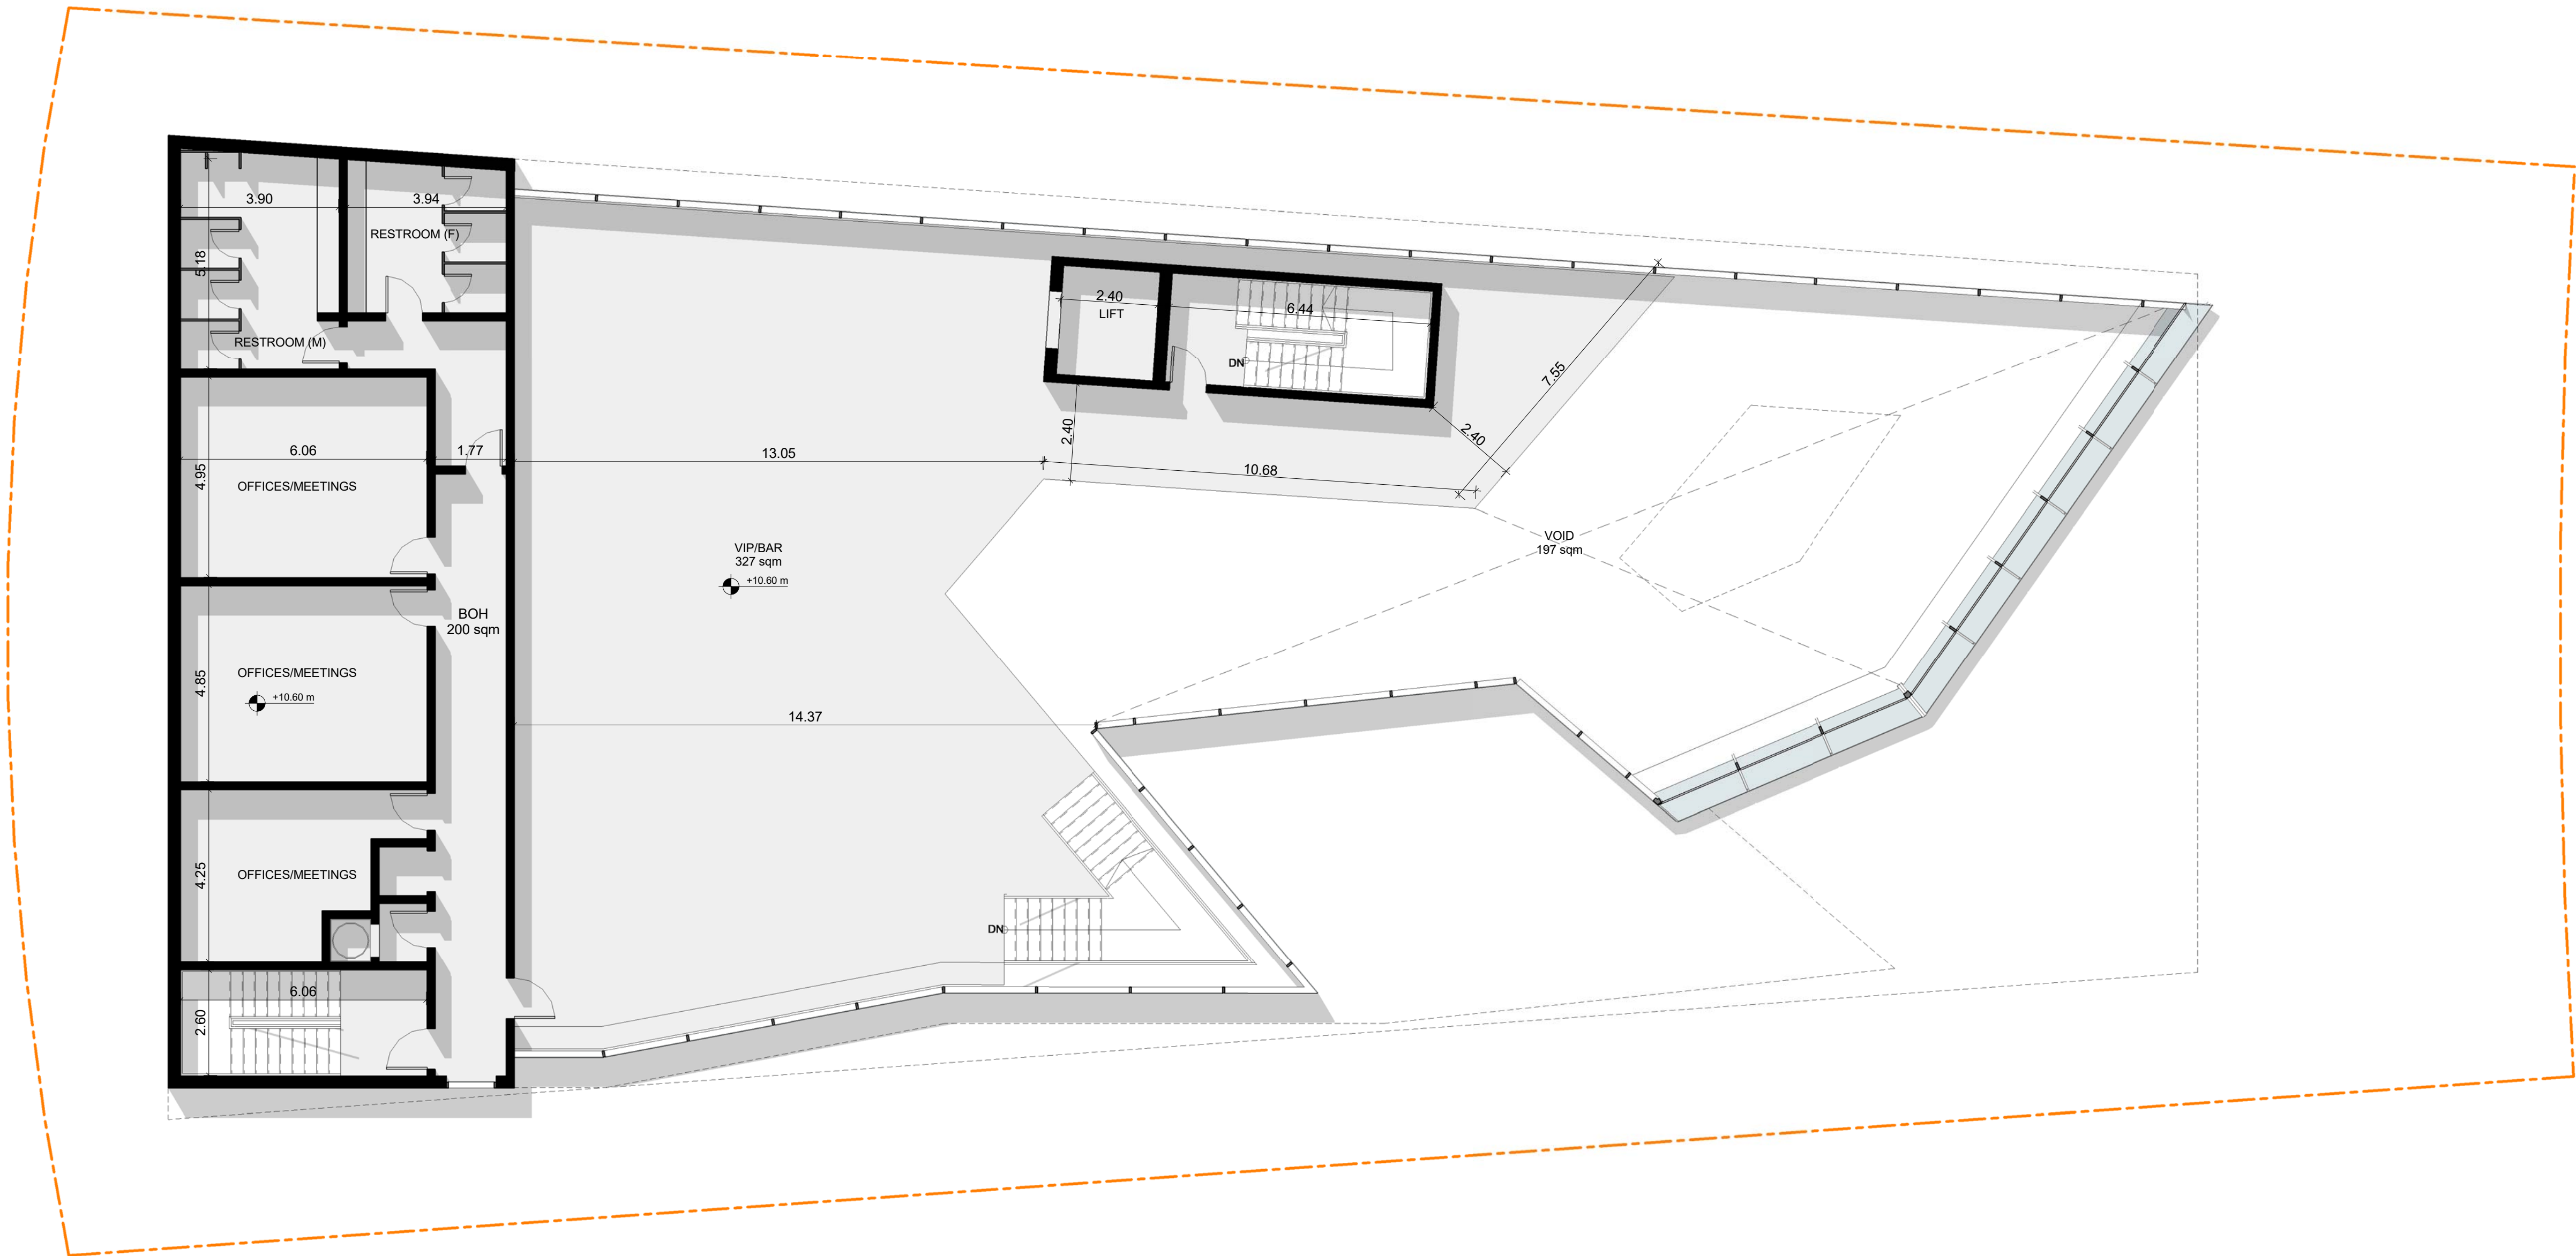 3.90
3.94
RESTROOM (F)
5.18
RESTROOM (M)
2.40
LIFT
6.44
DN
7.55
2.40
2.40
6.06
1.77
13.05
10.68
4.95
OFFICES/MEETINGS
VIP/BAR
327 sqm
+10.60 m
VOID
197 sqm
BOH
200 sqm
OFFICES/MEETINGS
4.85
+10.60 m
14.37
4.25
OFFICES/MEETINGS
DN
6.06
2.60